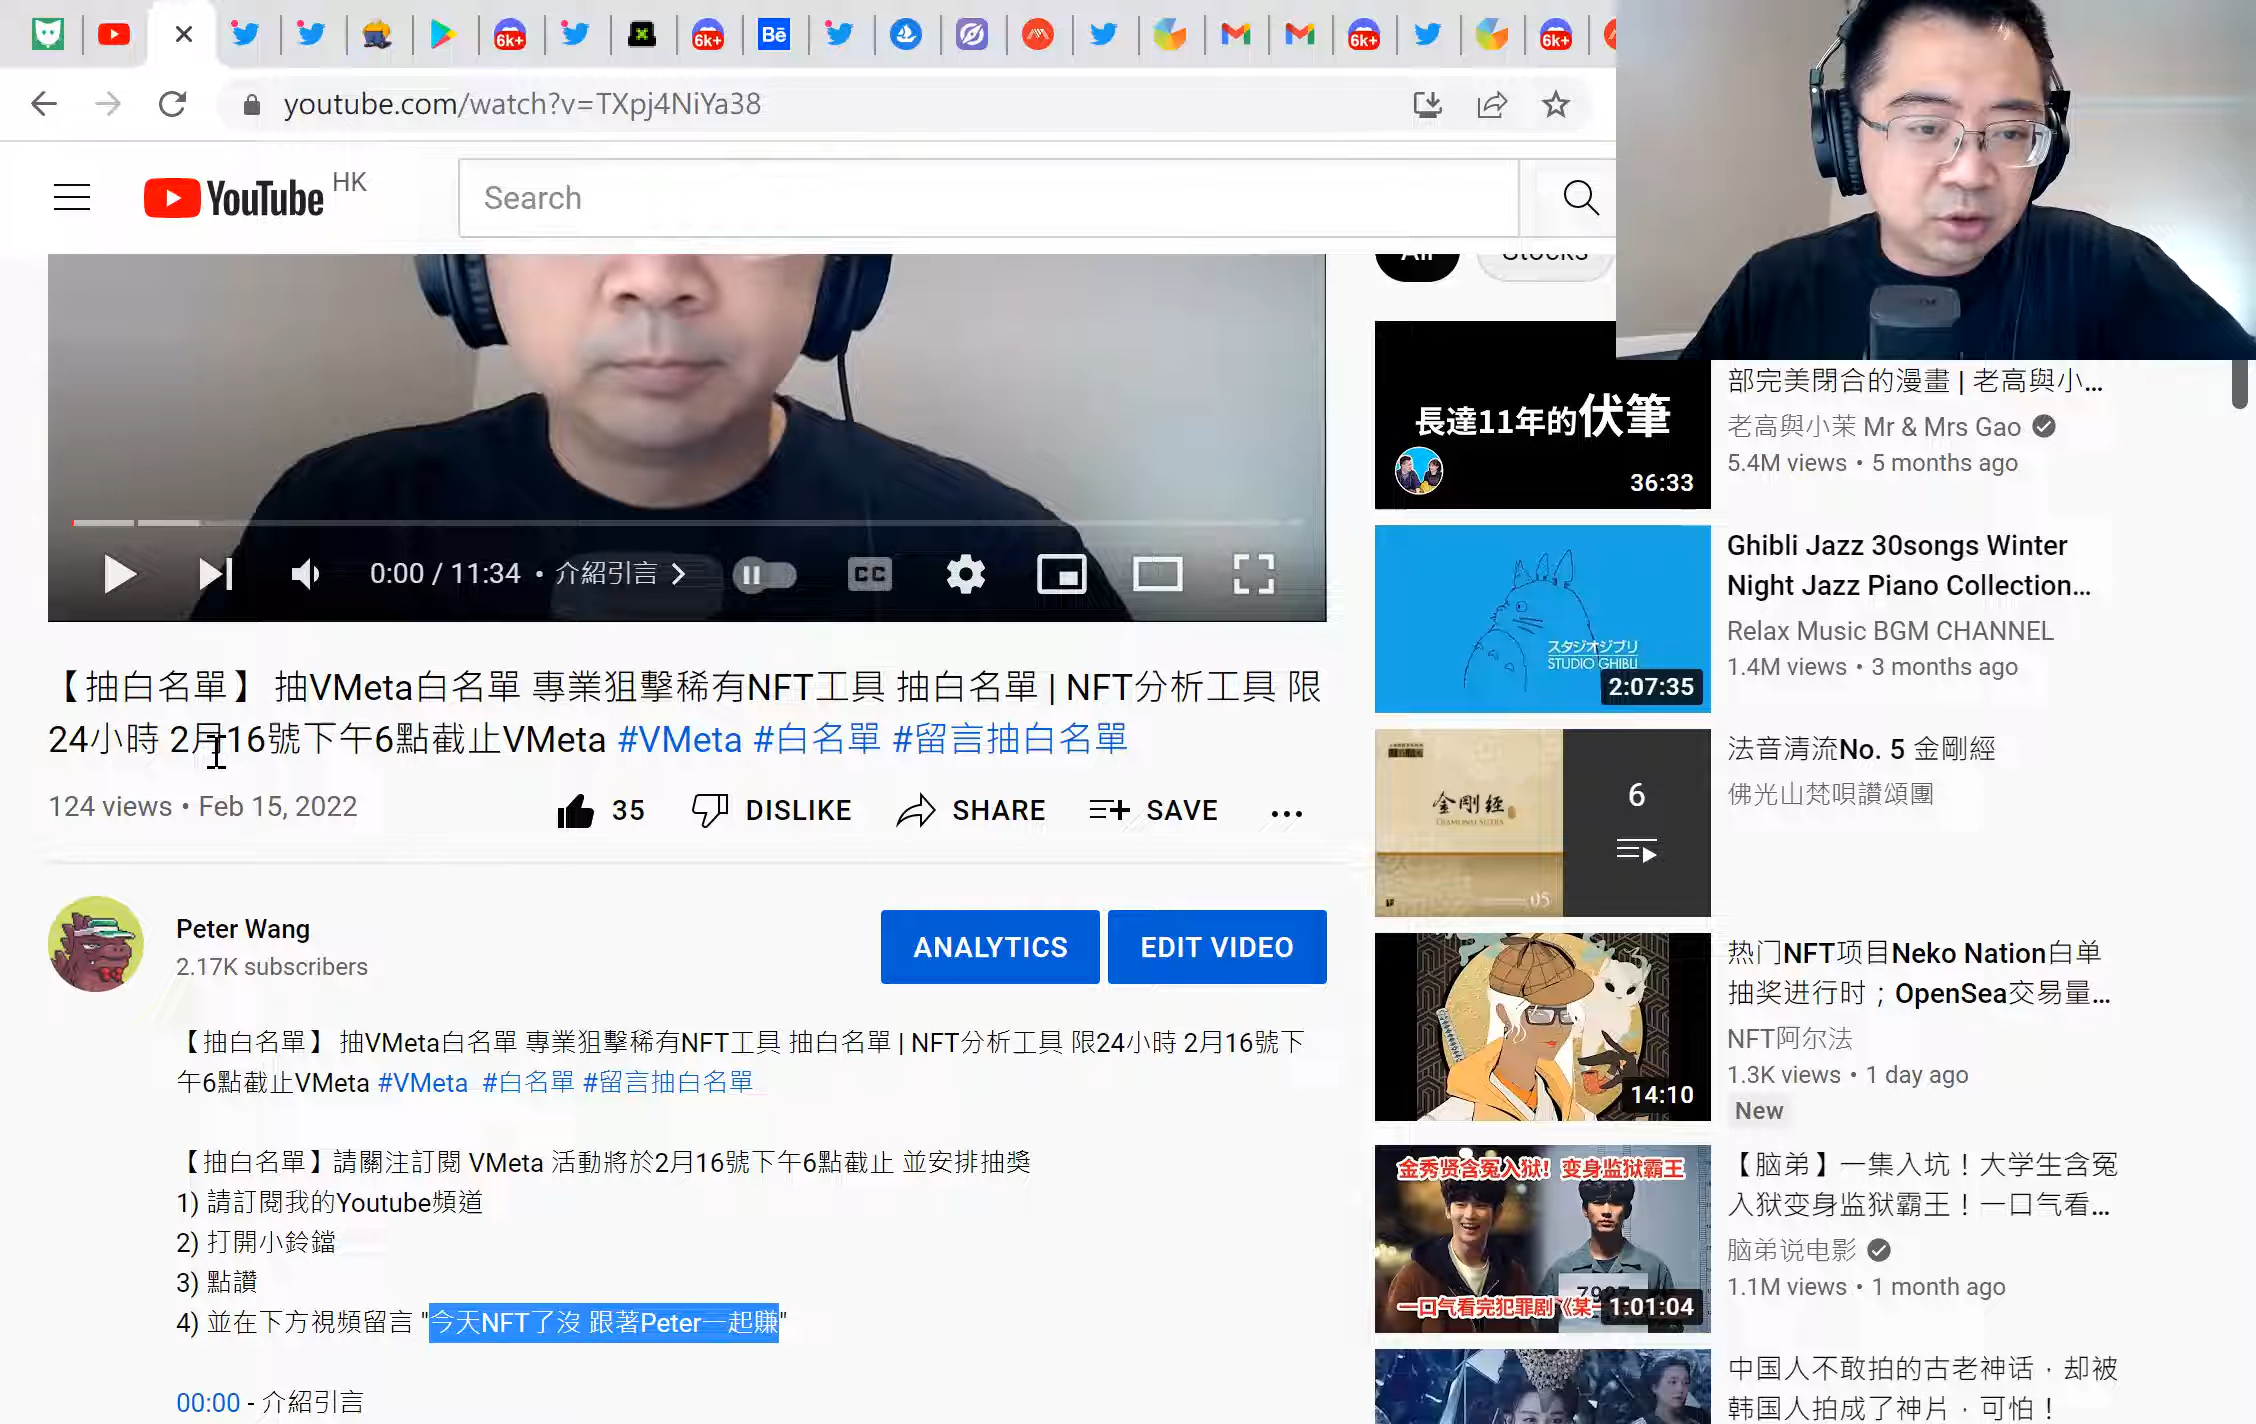 6k+
6k+
Bē
6k+
6k+
youtube.com/watch?v=TXpj4NiYa38
YouTube HK
Search
All
Stocks
0:00 / 11:34 • 介紹引言
CC
【抽白名單】 抽VMeta白名單 專業狙擊稀有NFT工具 抽白名單 | NFT分析工具 限
24小時 2月16號下午6點截止VMeta #VMeta #白名單 #留言抽白名單
124 views • Feb 15, 2022
35
DISLIKE
SHARE
SAVE
Peter Wang
2.17K subscribers
ANALYTICS
EDIT VIDEO
【抽白名單】 抽VMeta白名單 專業狙擊稀有NFT工具 抽白名單 | NFT分析工具 限24小時 2月16號下
午6點截止VMeta #VMeta #白名單 #留言抽白名單
【抽白名單】請關注訂閱 VMeta 活動將於2月16號下午6點截止 並安排抽獎
1) 請訂閱我的Youtube頻道
2) 打開小鈴鐺
3) 點讚
4) 並在下方視頻留言 "今天NFT了沒 跟著Peter一起賺"
00:00 - 介紹引言
長達11年的伏筆
36:33
部完美閉合的漫畫 | 老高與小...
老高與小茉 Mr & Mrs Gao
5.4M views • 5 months ago
スタジオジブリ
STUDIO GHIBLI
2:07:35
Ghibli Jazz 30songs Winter
Night Jazz Piano Collection...
Relax Music BGM CHANNEL
1.4M views • 3 months ago
金剛經
DIAMOND SUTRA
05
6
法音清流No. 5 金剛經
佛光山梵唄讚頌團
14:10
热门NFT项目Neko Nation白单
抽奖进行时；OpenSea交易量...
NFT阿尔法
1.3K views • 1 day ago
New
金秀贤含冤入狱！变身监狱霸王
7927
一口气看完犯罪剧《某一
1:01:04
【脑弟】一集入坑！大学生含冤
入狱变身监狱霸王！一口气看...
脑弟说电影
1.1M views • 1 month ago
中国人不敢拍的古老神话，却被
韩国人拍成了神片，可怕！